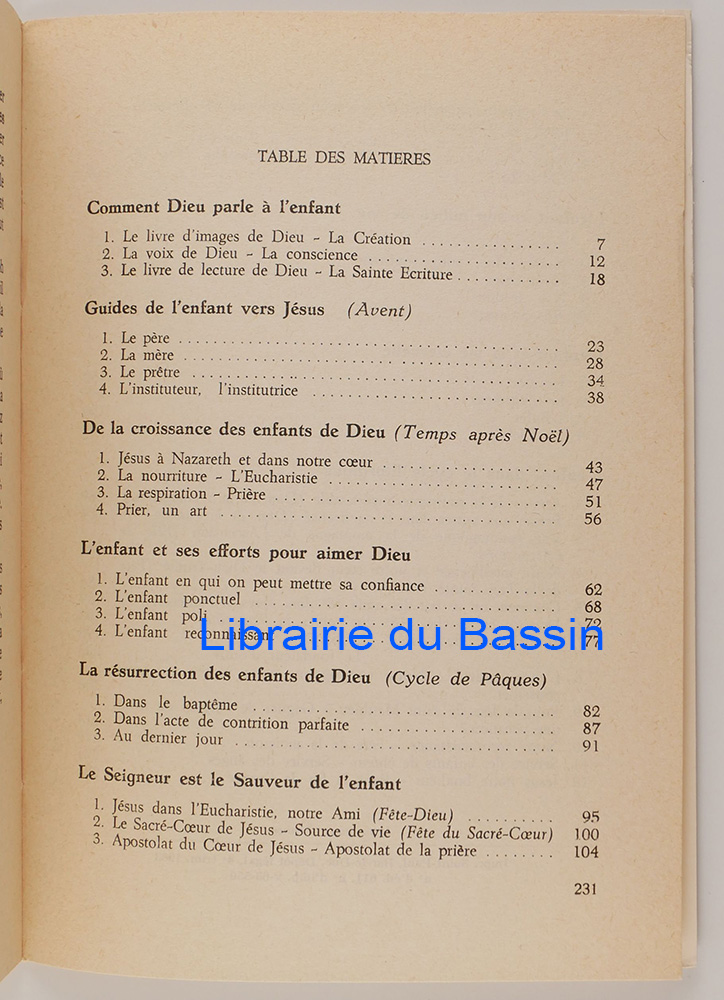 TABLE DES MATIERES
Comment Dieu parle à l'enfant
1. Le livre d'images de Dieu - La Création ................ 7
2. La voix de Dieu - La conscience ...................... 12
3. Le livre de lecture de Dieu - La Sainte Ecriture ............ 18
Guides de l'enfant vers Jésus (Avent)
1. Le père .......................................... 23
2. La mère .......................................... 28
3. Le prêtre .......................................... 34
4. L'instituteur, l'institutrice ........................... 38
De la croissance des enfants de Dieu (Temps après Noël)
1. Jésus à Nazareth et dans notre cœur .................... 43
2. La nourriture - L'Eucharistie ........................... 47
3. La respiration - Prière ................................ 51
4. Prier, un art ...................................... 56
L'enfant et ses efforts pour aimer Dieu
1. L'enfant en qui on peut mettre sa confiance .............. 62
2. L'enfant ponctuel .................................. 68
3. L'enfant poli ...................................... 72
4. L'enfant reconnaissant .............................. 77
Librairie du Bassin
La résurrection des enfants de Dieu (Cycle de Pâques)
1. Dans le baptême .................................. 82
2. Dans l'acte de contrition parfaite ...................... 87
3. Au dernier jour .................................... 91
Le Seigneur est le Sauveur de l'enfant
1. Jésus dans l'Eucharistie, notre Ami (Fête-Dieu) .......... 95
2. Le Sacré-Cœur de Jésus - Source de vie (Fête du Sacré-Cœur) 100
3. Apostolat du Cœur de Jésus - Apostolat de la prière ........ 104
231